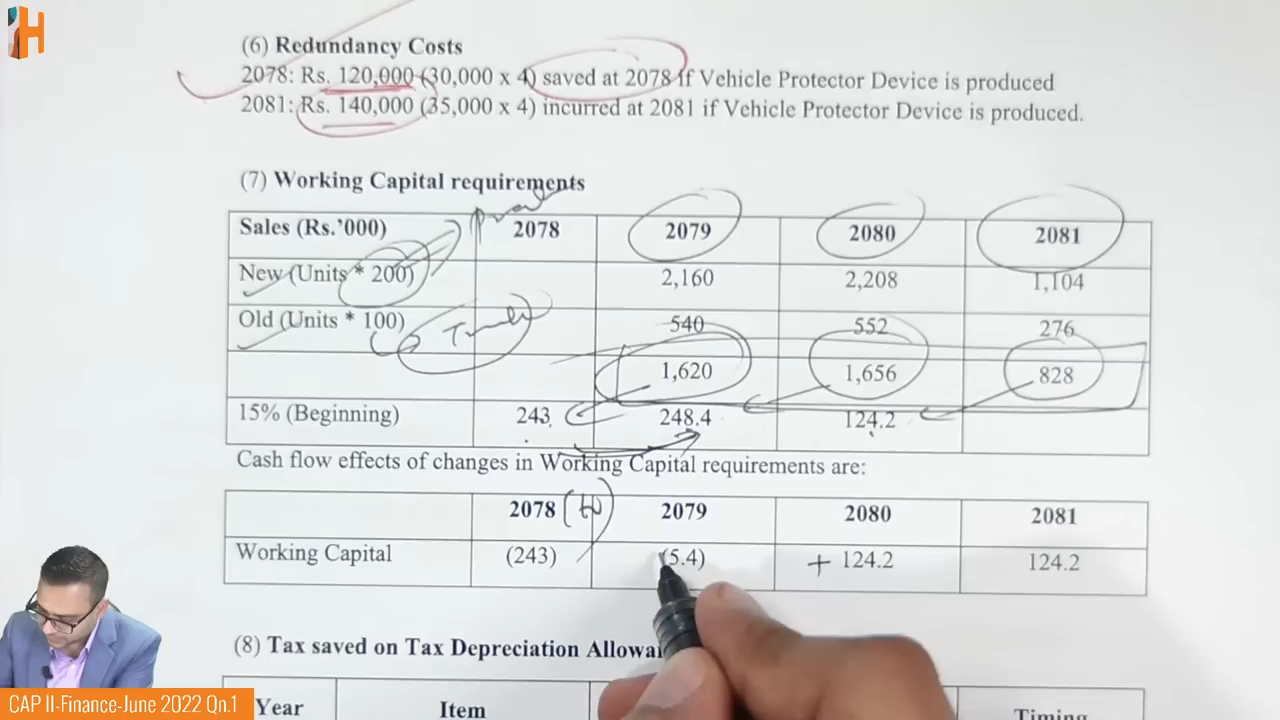 H
(6) Redundancy Costs
2078: Rs. 120,000 (30,000 x 4) saved at 2078 if Vehicle Protector Device is produced
2081: Rs. 140,000 (35,000 x 4) incurred at 2081 if Vehicle Protector Device is produced.
(7) Working Capital requirements
Sales (Rs.'000) 2078 2079 2080 2081
New (Units * 200) 2,160 2,208 1,104
Old (Units * 100) 540 552 276
1,620 1,656 828
15% (Beginning) 243 248.4 124.2
Cash flow effects of changes in Working Capital requirements are:
2078 2079 2080 2081
Working Capital (243) (5.4) + 124.2 124.2
(8) Tax saved on Tax Depreciation
Year Item Timing
CAP II-Finance-June 2022 Qn.1